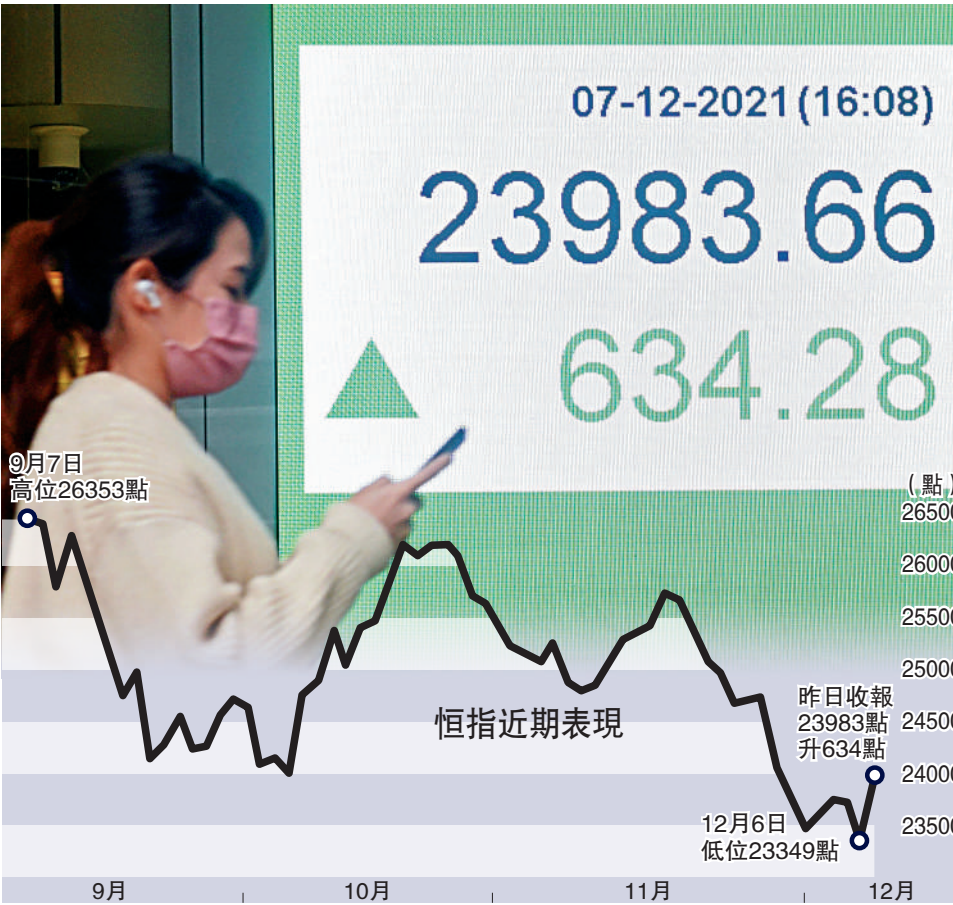 07-12-2021 (16:08)
23983.66
634.28
9月7日
高位26353點
(點)
26500
26000
25500
25000
24500
24000
23500
恒指近期表現
昨日收報
23983點
升634點
12月6日
低位23349點
9月
10月
11月
12月